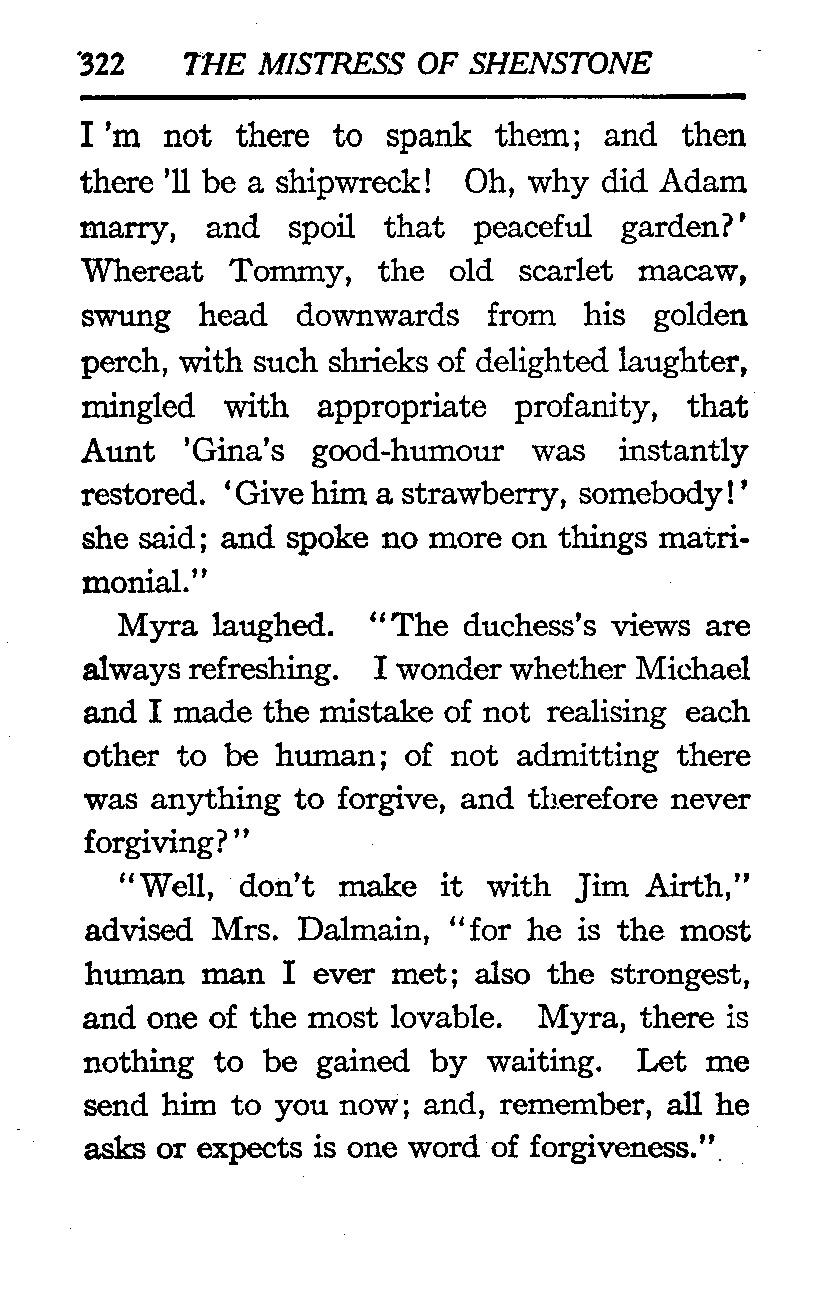 322 THE MISTRESS OF SHENSTONE
I 'm not there to spank them; and then
there 'll be a shipwreck! Oh, why did Adam
marry, and spoil that peaceful garden?'
Whereat Tommy, the old scarlet macaw,
swung head downwards from his golden
perch, with such shrieks of delighted laughter,
mingled with appropriate profanity, that
Aunt 'Gina's good-humour was instantly
restored. 'Give him a strawberry, somebody!'
she said; and spoke no more on things matri-
monial."
Myra laughed. "The duchess's views are
always refreshing. I wonder whether Michael
and I made the mistake of not realising each
other to be human; of not admitting there
was anything to forgive, and therefore never
forgiving?"
"Well, don't make it with Jim Airth,"
advised Mrs. Dalmain, "for he is the most
human man I ever met; also the strongest,
and one of the most lovable. Myra, there is
nothing to be gained by waiting. Let me
send him to you now; and, remember, all he
asks or expects is one word of forgiveness."